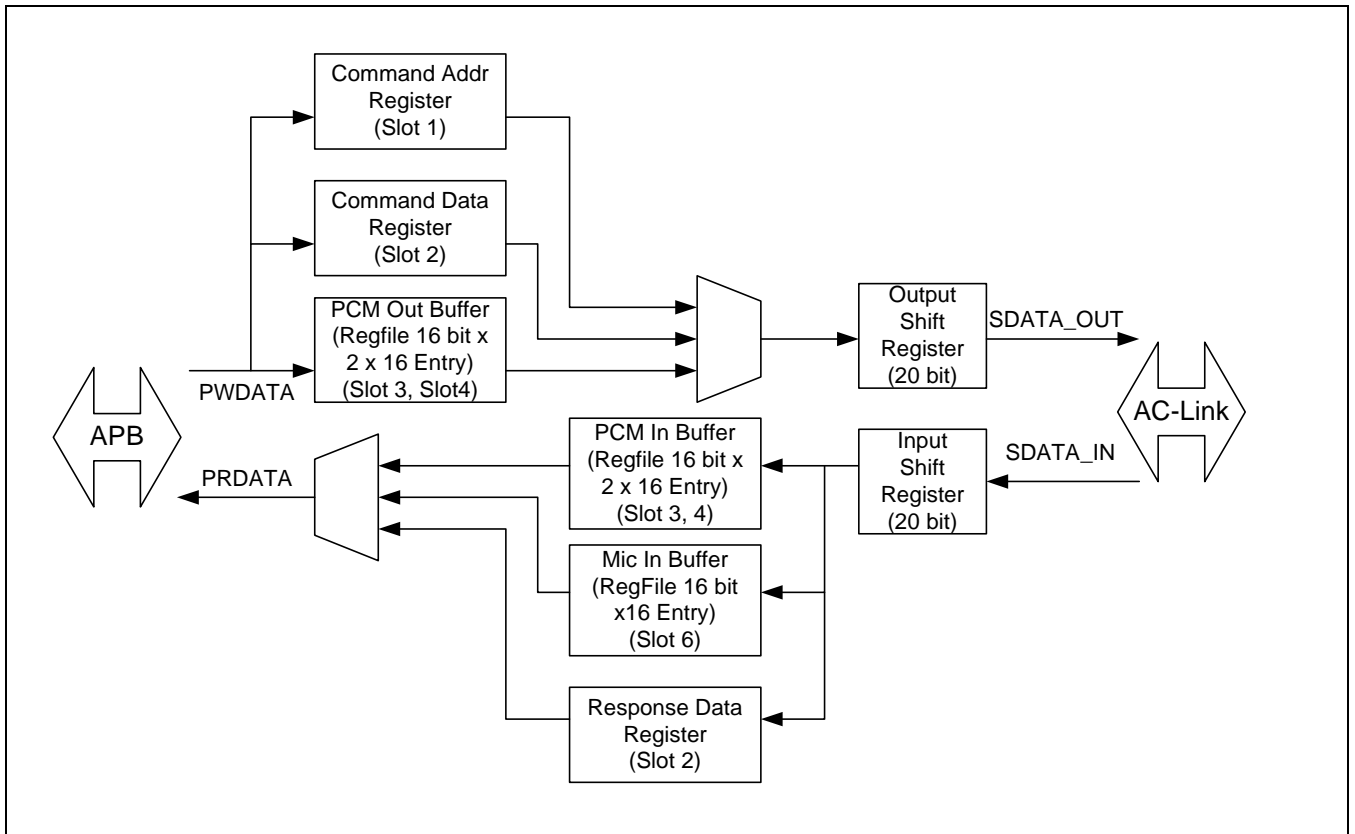 Command Addr
Register
(Slot 1)
Command Data
Register
(Slot 2)
PCM Out Buffer
(Regfile 16 bit x
2 x 16 Entry)
(Slot 3, Slot4)
Output
Shift
Register
(20 bit)
SDATA_OUT
PWDATA
APB
AC-Link
PRDATA
PCM In Buffer
(Regfile 16 bit x
2 x 16 Entry)
(Slot 3, 4)
Input
Shift
Register
(20 bit)
SDATA_IN
Mic In Buffer
(RegFile 16 bit
x16 Entry)
(Slot 6)
Response Data
Register
(Slot 2)